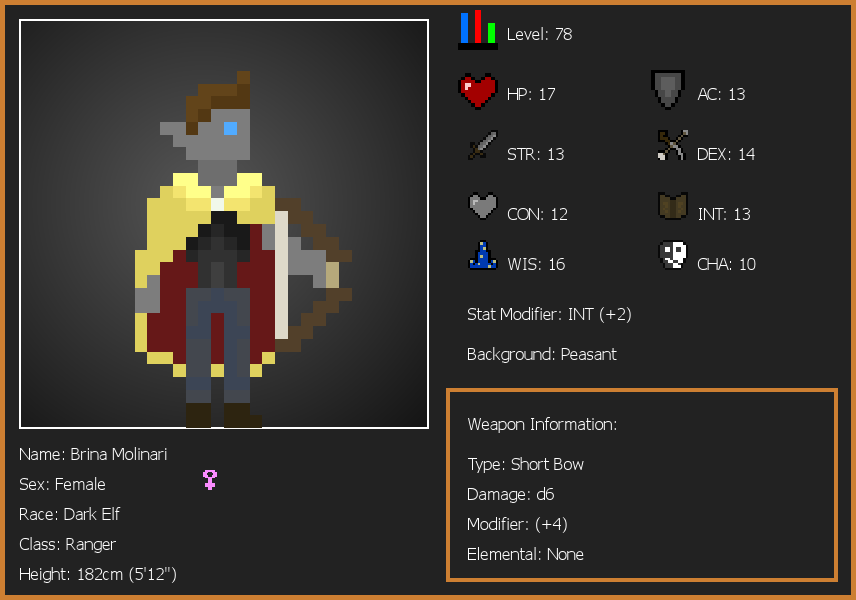 Level: 78
HP: 17
AC: 13
STR: 13
DEX: 14
CON: 12
INT: 13
WIS: 16
CHA: 10
Stat Modifier: INT (+2)
Background: Peasant
Weapon Information:
Type: Short Bow
Damage: d6
Modifier: (+4)
Elemental: None
Name: Brina Molinari
Sex: Female
Race: Dark Elf
Class: Ranger
Height: 182cm (5'12")